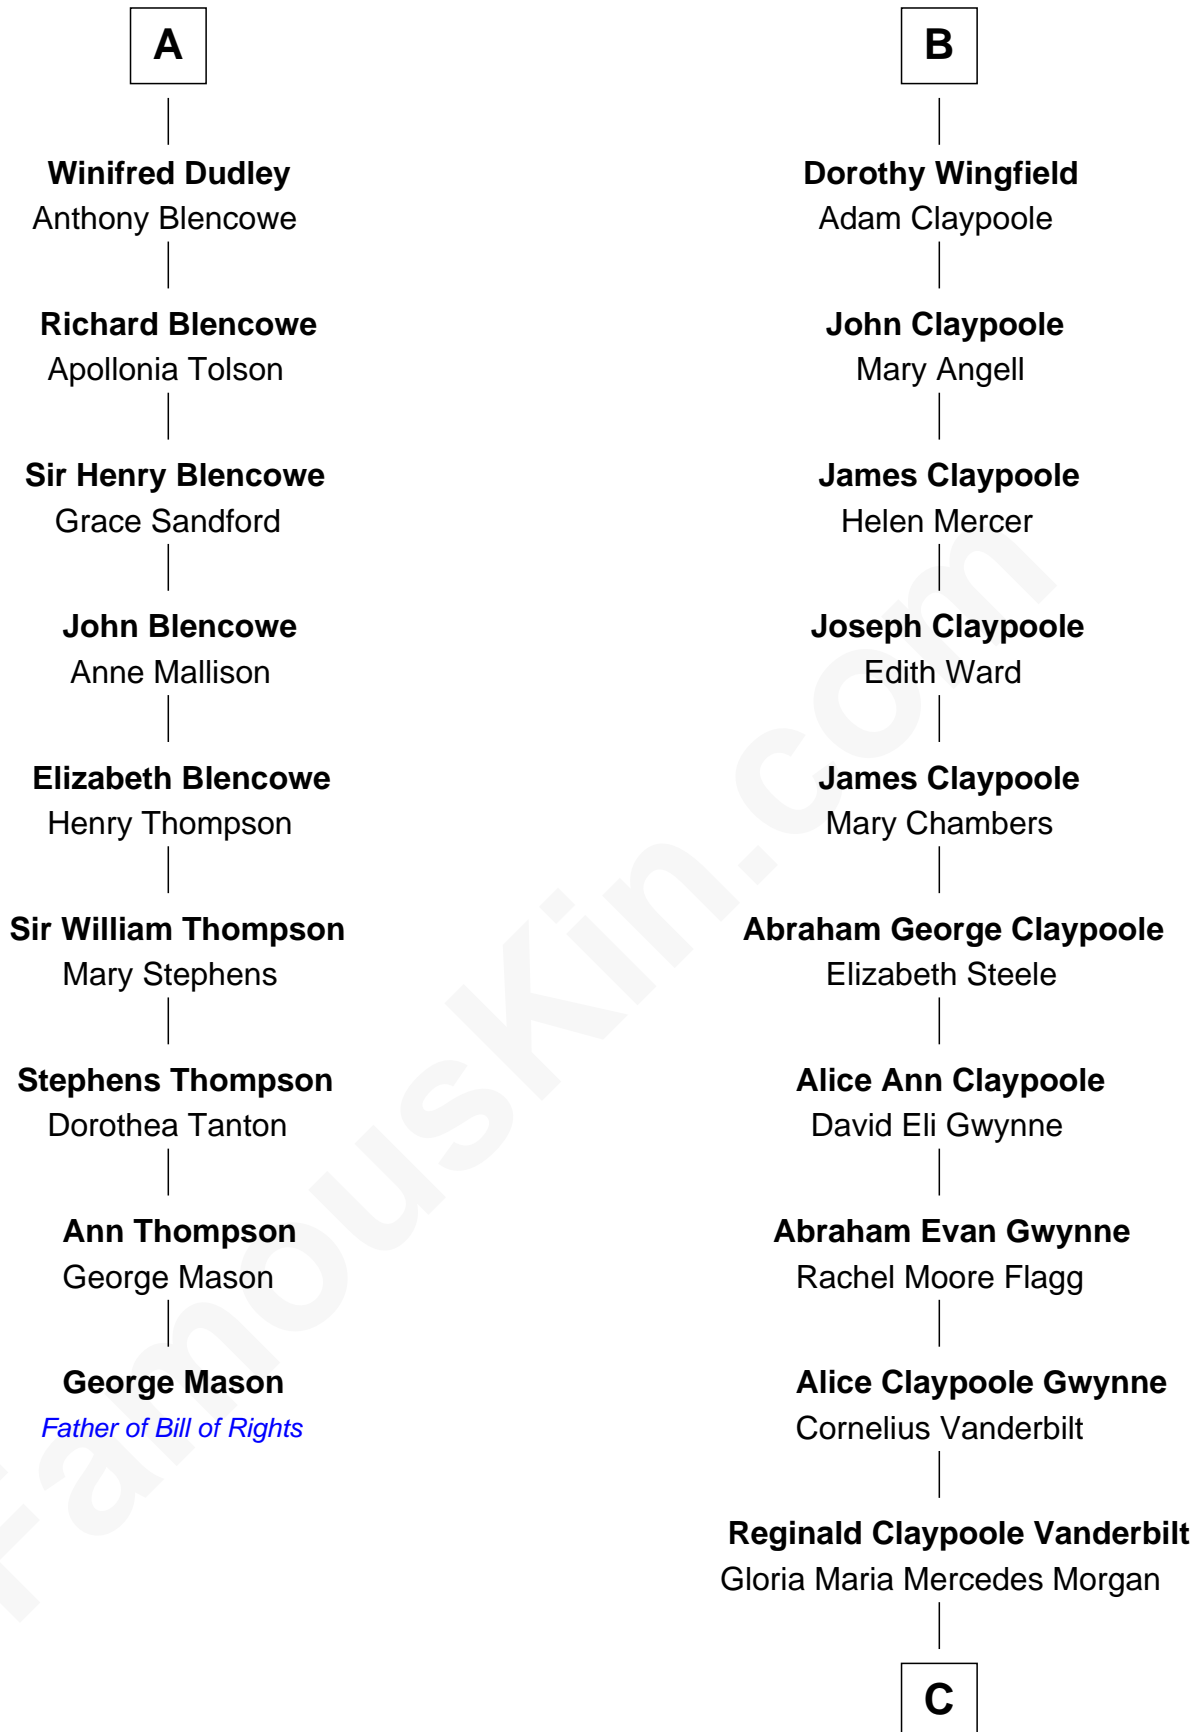 A
Winifred Dudley
Anthony Blencowe
Richard Blencowe
Apollonia Tolson
Sir Henry Blencowe
Grace Sandford
John Blencowe
Anne Mallison
Elizabeth Blencowe
Henry Thompson
Sir William Thompson
Mary Stephens
Stephens Thompson
Dorothea Tanton
Ann Thompson
George Mason
George Mason
Father of Bill of Rights
B
Dorothy Wingfield
Adam Claypoole
John Claypoole
Mary Angell
James Claypoole
Helen Mercer
Joseph Claypoole
Edith Ward
James Claypoole
Mary Chambers
Abraham George Claypoole
Elizabeth Steele
Alice Ann Claypoole
David Eli Gwynne
Abraham Evan Gwynne
Rachel Moore Flagg
Alice Claypoole Gwynne
Cornelius Vanderbilt
Reginald Claypoole Vanderbilt
Gloria Maria Mercedes Morgan
C
FamousKin.com